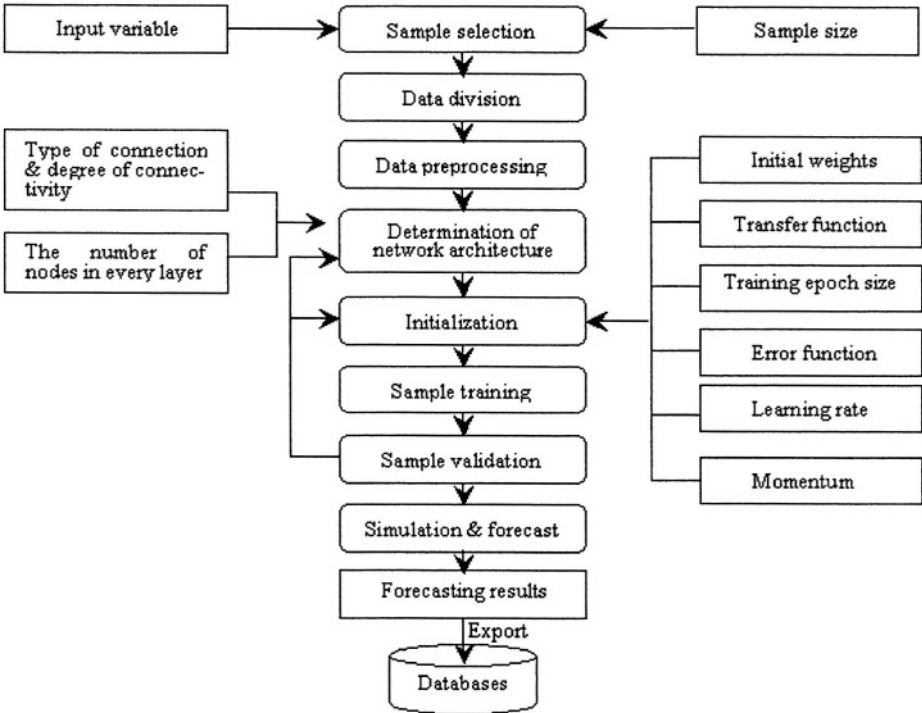 Input variable
Sample selection
Sample size
Data division
Type of connection
& degree of connec-
tivity
Data preprocessing
Initial weights
The number of
nodes in every layer
Determination of
network architecture
Transfer function
Training epoch size
Initialization
Error function
Sample training
Learning rate
Sample validation
Momentum
Simulation & forecast
Forecasting results
Export
Databases